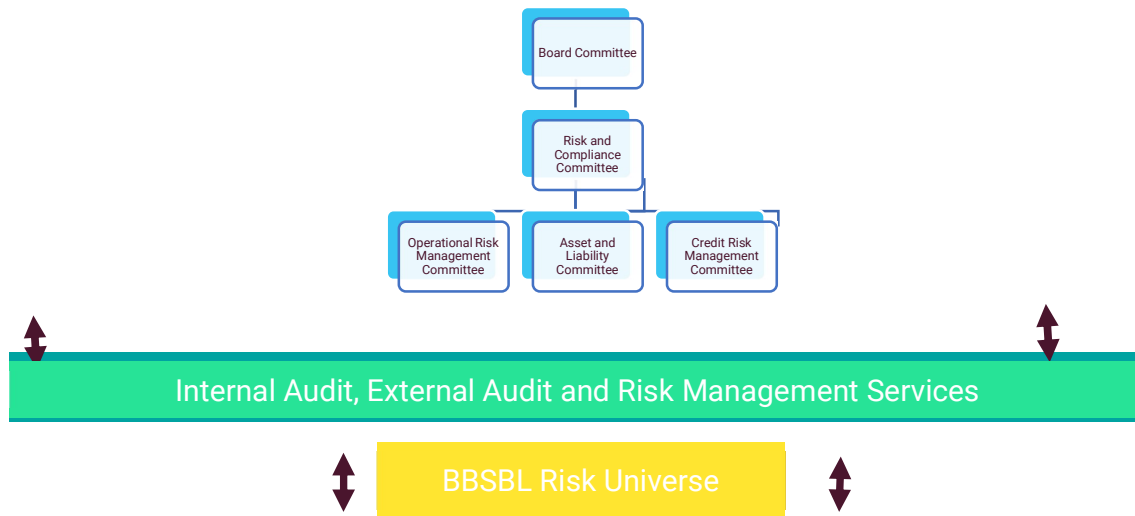 Board Committee
Risk and
Compliance
Committee
Operational Risk
Management
Committee
Asset and
Liability
Committee
Credit Risk
Management
Committee
Internal Audit, External Audit and Risk Management Services
BBSBL Risk Universe